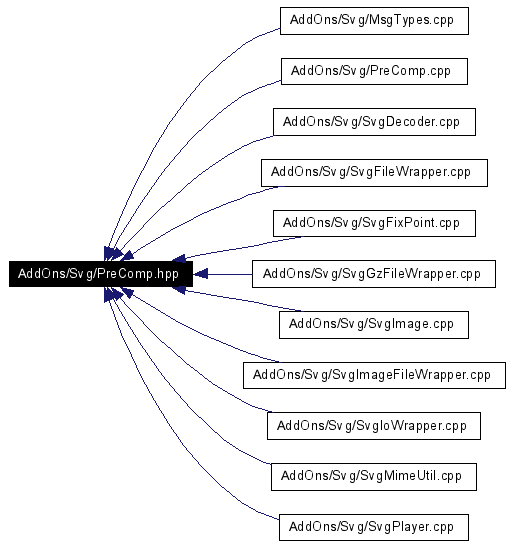 AddOns/Svg/MsgTypes.cpp
AddOns/Svg/PreComp.cpp
AddOns/Svg/SvgDecoder.cpp
AddOns/Svg/SvgFileWrapper.cpp
AddOns/Svg/SvgFixPoint.cpp
AddOns/Svg/PreComp.hpp
AddOns/Svg/SvgGzFileWrapper.cpp
AddOns/Svg/SvgImage.cpp
AddOns/Svg/SvgImageFileWrapper.cpp
AddOns/Svg/SvgIoWrapper.cpp
AddOns/Svg/SvgMimeUtil.cpp
AddOns/Svg/SvgPlayer.cpp